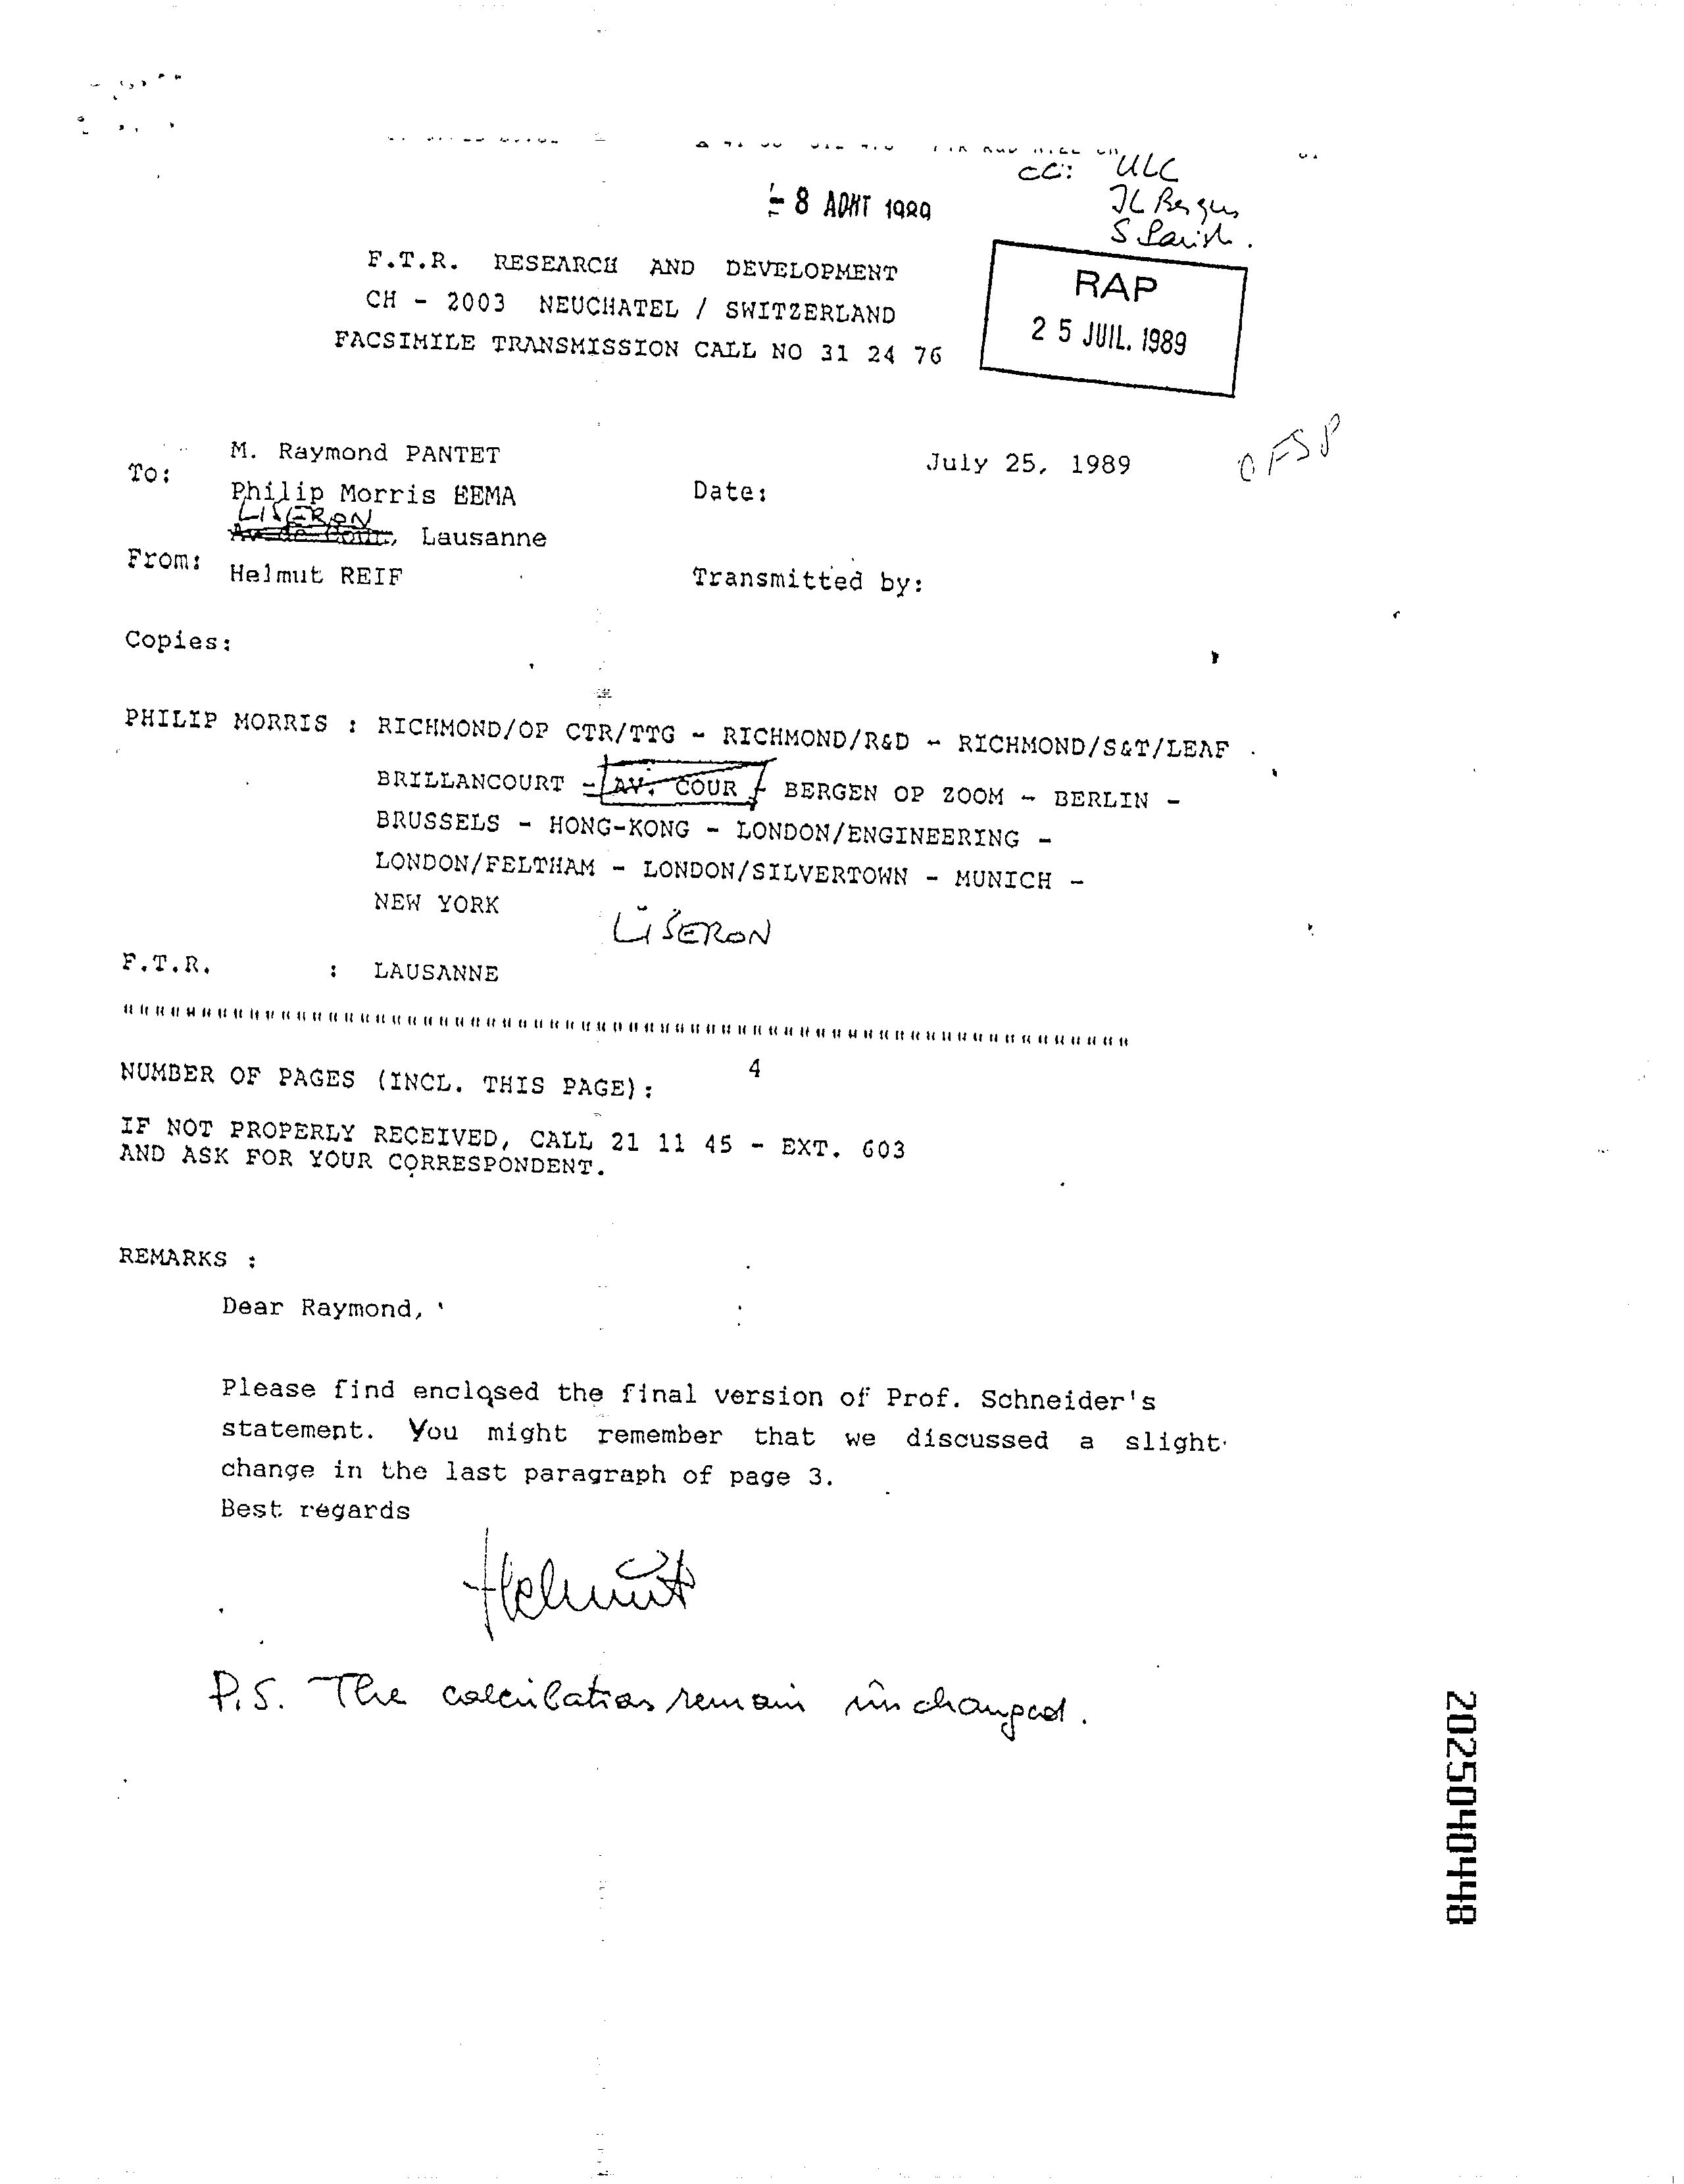 cc: ULC
- 8 AOUT 1989
S Parish.
F.T.R. RESEARCH AND DEVELOPMENT
CH - 2003 NEUCHATEL / SWITZERLAND
FACSIMILE TRANSMISSION CALL NO 31 24 76
RAP
25 JUIL. 1989
OFSP
M. Raymond PANTET
July 25, 1989
To:
Philip Morris EEMA
Date:
LISERON
Av. de Cour, Lausanne
From:
Helmut REIF
Transmitted by:
Copies:
PHILIP MORRIS : RICHMOND/OP CTR/TTG - RICHMOND/R&D - RICHMOND/S&T/LEAF
BRILLANCOURT - AV. COUR - BERGEN OP ZOOM - BERLIN -
BRUSSELS - HONG-KONG - LONDON/ENGINEERING -
LONDON/FELTHAM - LONDON/SILVERTOWN - MUNICH -
NEW YORK
LISERON
F.T.R. : LAUSANNE
NUMBER OF PAGES (INCL. THIS PAGE): 4
IF NOT PROPERLY RECEIVED, CALL 21 11 45 - EXT. 603
AND ASK FOR YOUR CORRESPONDENT.
REMARKS :
Dear Raymond,
Please find enclosed the final version of Prof. Schneider's
statement. You might remember that we discussed a slight
change in the last paragraph of page 3.
Best regards
Helmut
P.S. The calculations remain unchanged.
2025040448